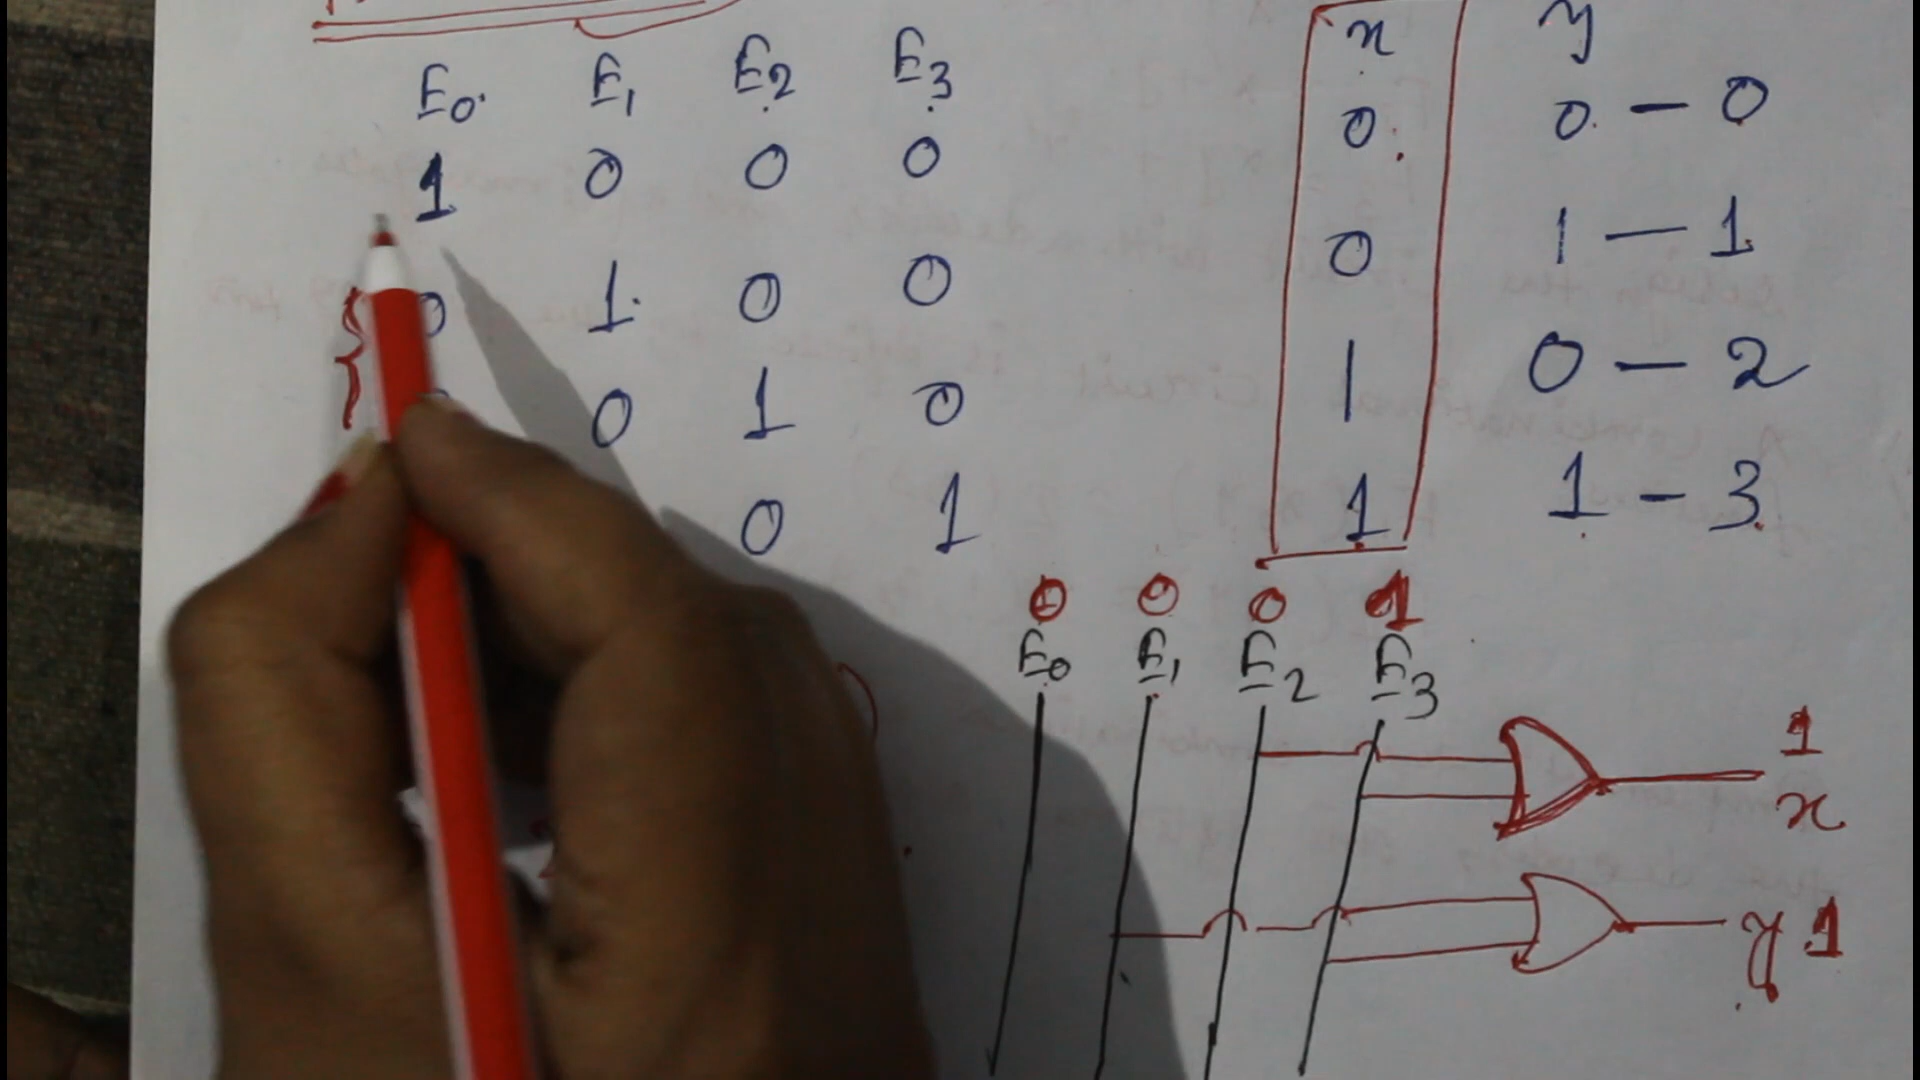 E0 E1 E2 E3 x y
1 0 0 0 0 0 - 0
0 1 0 0 0 1 - 1
0 1 0 1 0 - 2
0 1 1 1 - 3
0 0 0 1
E0 E1 E2 E3
1
x
y 1